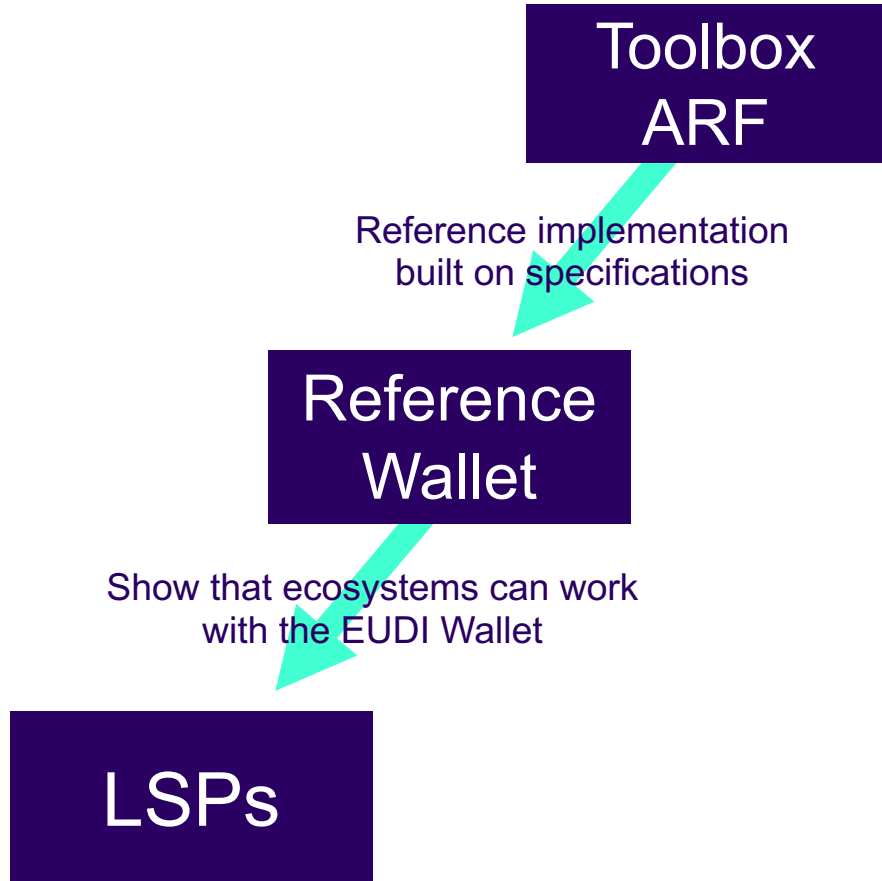 Toolbox
ARF
Reference implementation
built on specifications
Reference
Wallet
Show that ecosystems can work
with the EUDI Wallet
LSPs